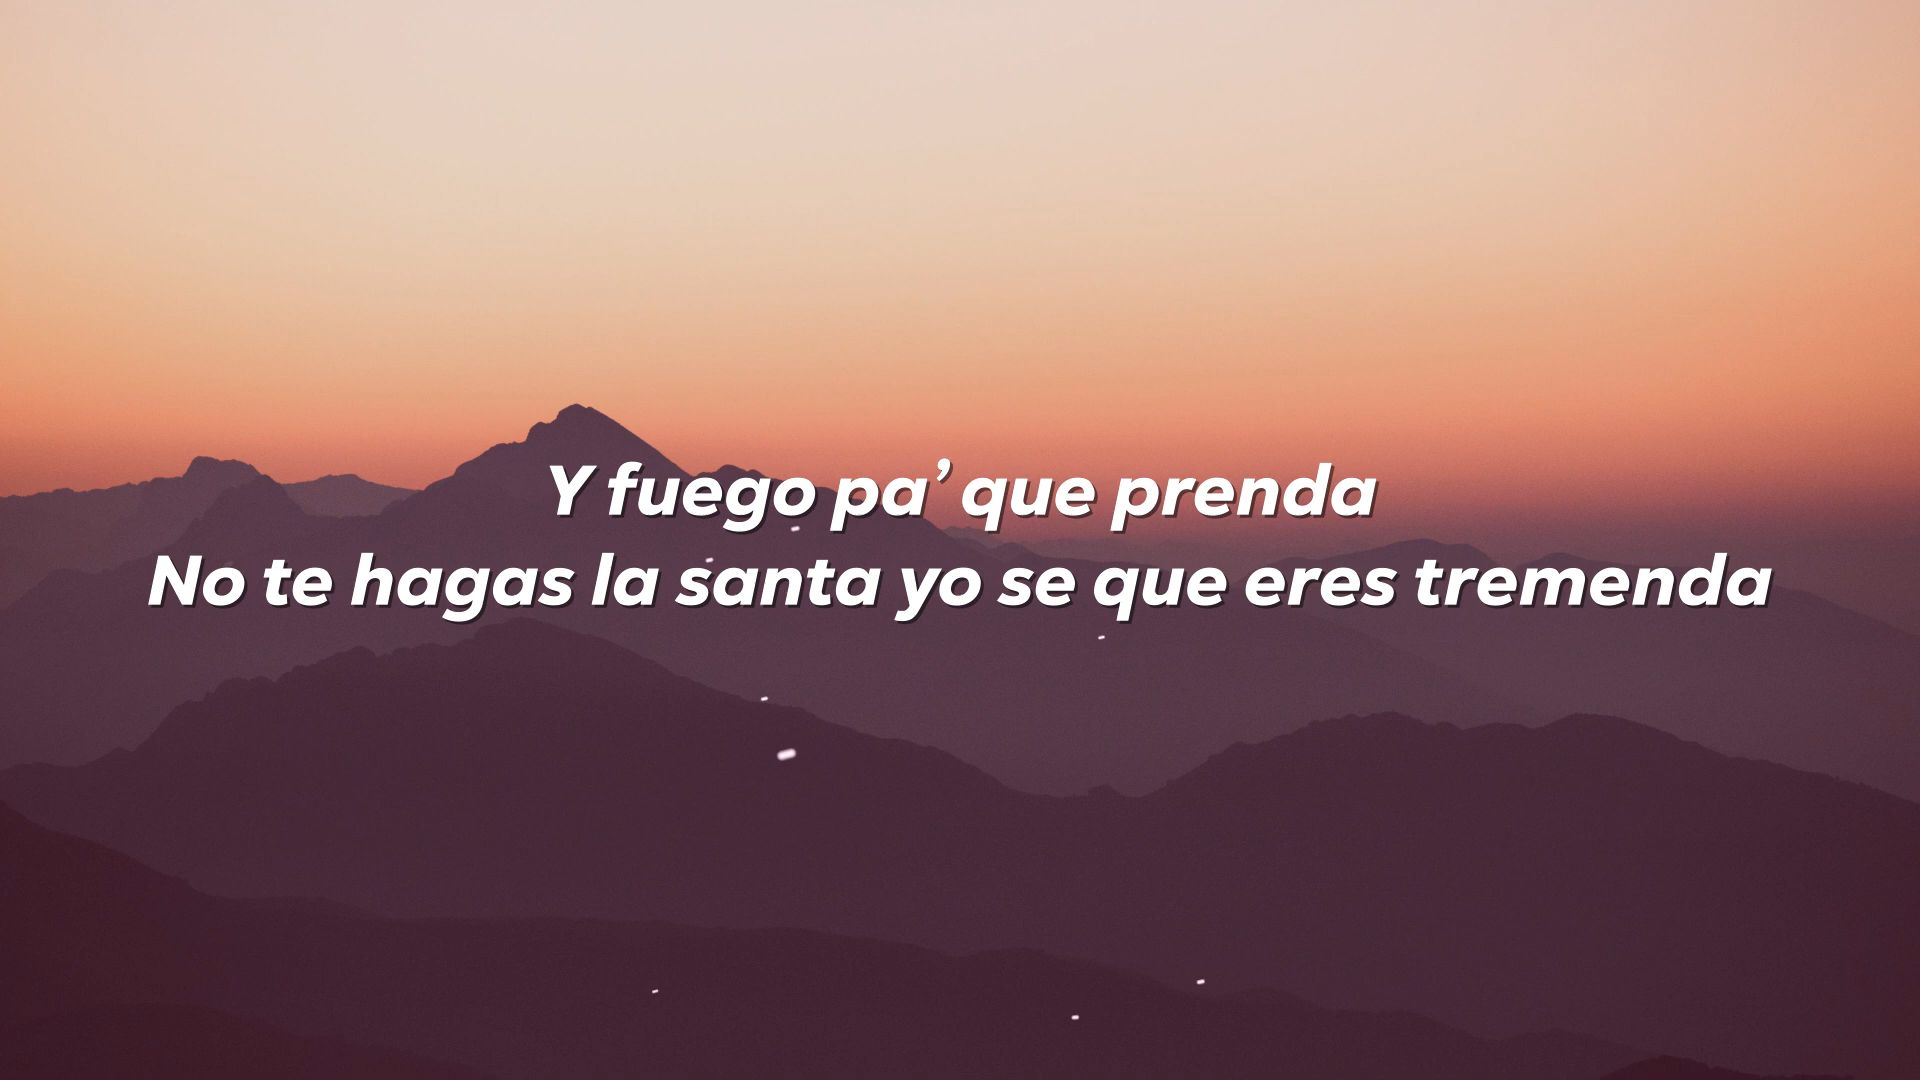 Y fuego pa’ que prenda
No te hagas la santa yo se que eres tremenda